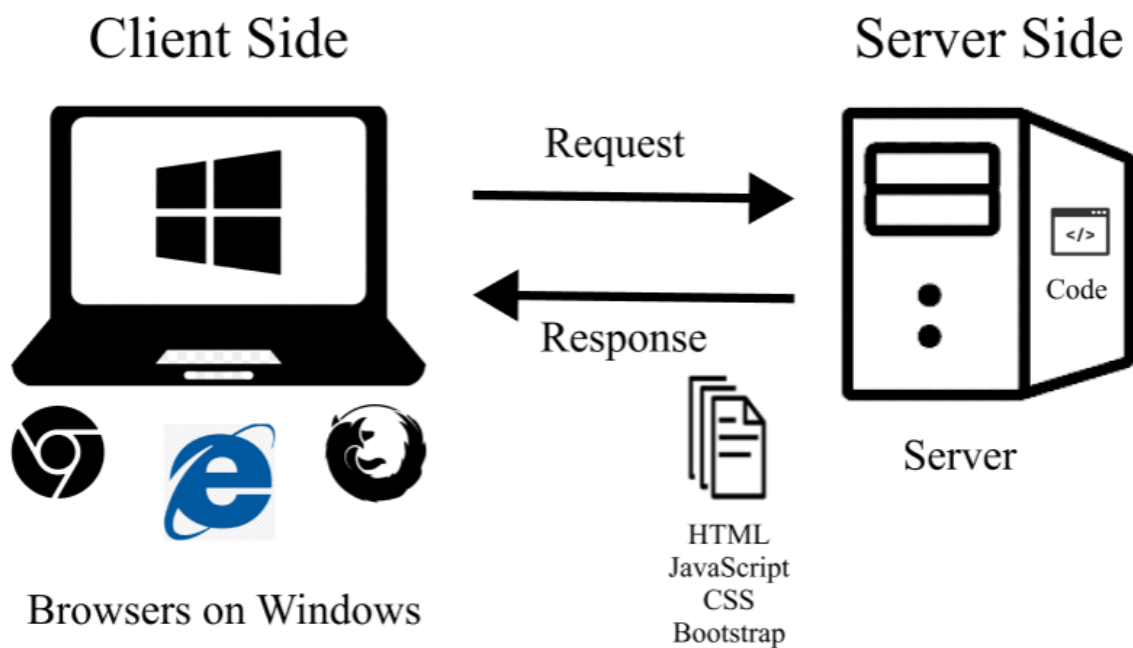 Client Side
Server Side
Request
Response
</>
Code
Server
HTML
JavaScript
CSS
Bootstrap
Browsers on Windows